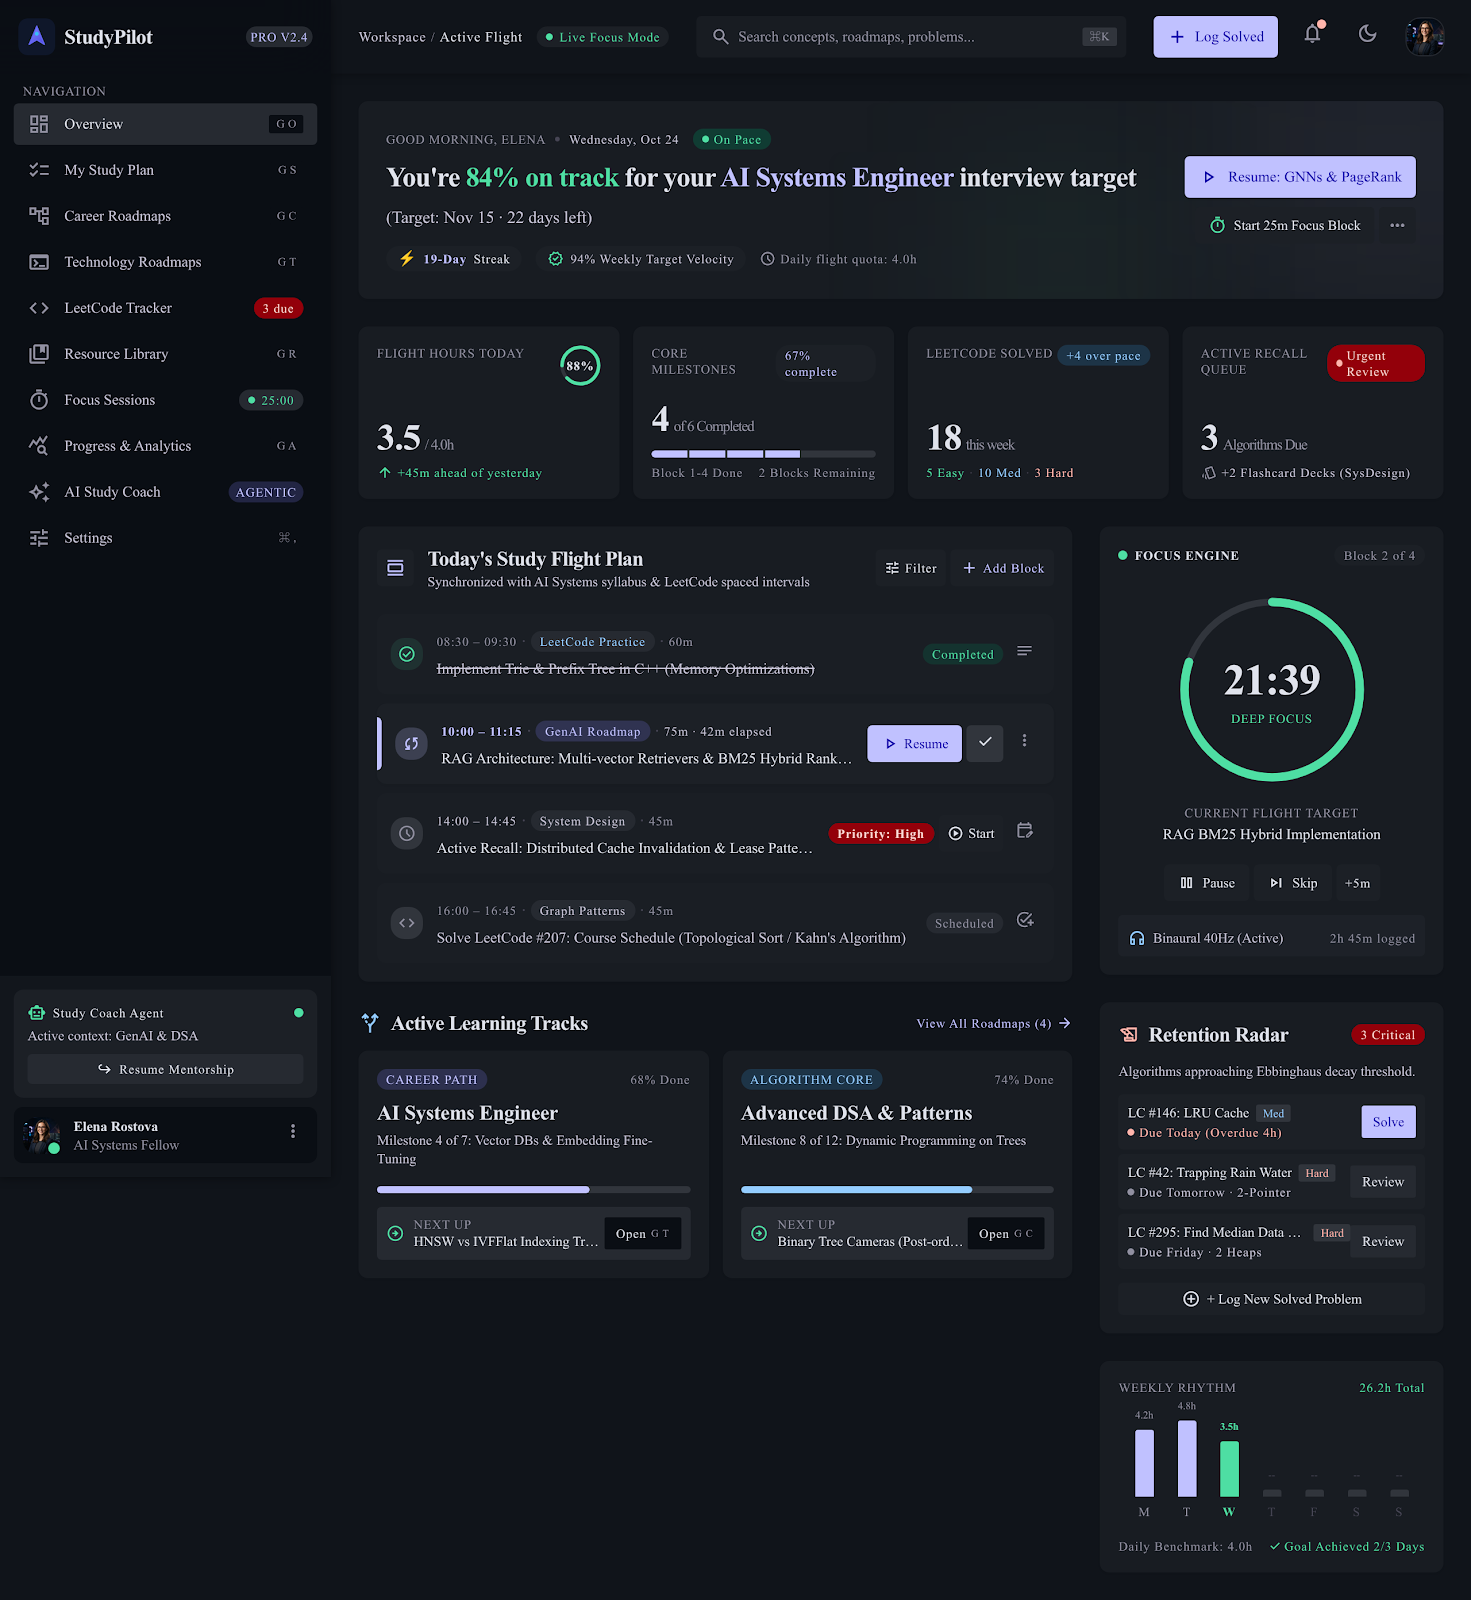 StudyPilot
PRO V2.4
NAVIGATION
Overview
G O
My Study Plan
G S
Career Roadmaps
G C
Technology Roadmaps
G T
LeetCode Tracker
3 due
Resource Library
G R
Focus Sessions
25:00
Progress & Analytics
G A
AI Study Coach
AGENTIC
Settings
⌘ ,
Study Coach Agent
Active context: GenAI & DSA
Resume Mentorship
Elena Rostova
AI Systems Fellow
Workspace / Active Flight
Live Focus Mode
Search concepts, roadmaps, problems...
⌘K
Log Solved
GOOD MORNING, ELENA • Wednesday, Oct 24
On Pace
You're 84% on track for your AI Systems Engineer interview target
(Target: Nov 15 · 22 days left)
⚡ 19-Day Streak
94% Weekly Target Velocity
Daily flight quota: 4.0h
Resume: GNNs & PageRank
Start 25m Focus Block
FLIGHT HOURS TODAY
88%
3.5 / 4.0h
+45m ahead of yesterday
CORE
MILESTONES
67%
complete
4 of 6 Completed
Block 1-4 Done
2 Blocks Remaining
LEETCODE SOLVED
+4 over pace
18 this week
5 Easy · 10 Med · 3 Hard
ACTIVE RECALL
QUEUE
Urgent
Review
3 Algorithms Due
+2 Flashcard Decks (SysDesign)
Today's Study Flight Plan
Synchronized with AI Systems syllabus & LeetCode spaced intervals
Filter
Add Block
08:30 – 09:30 · LeetCode Practice · 60m
Implement Trie & Prefix Tree in C++ (Memory Optimizations)
Completed
10:00 – 11:15 · GenAI Roadmap · 75m · 42m elapsed
RAG Architecture: Multi-vector Retrievers & BM25 Hybrid Rank…
Resume
14:00 – 14:45 · System Design · 45m
Active Recall: Distributed Cache Invalidation & Lease Patte…
Priority: High
Start
16:00 – 16:45 · Graph Patterns · 45m
Solve LeetCode #207: Course Schedule (Topological Sort / Kahn's Algorithm)
Scheduled
FOCUS ENGINE
Block 2 of 4
21:39
DEEP FOCUS
CURRENT FLIGHT TARGET
RAG BM25 Hybrid Implementation
Pause
Skip
+5m
Binaural 40Hz (Active)
2h 45m logged
Active Learning Tracks
View All Roadmaps (4)
CAREER PATH
68% Done
AI Systems Engineer
Milestone 4 of 7: Vector DBs & Embedding Fine-
Tuning
NEXT UP
HNSW vs IVFFlat Indexing Tr…
Open G T
ALGORITHM CORE
74% Done
Advanced DSA & Patterns
Milestone 8 of 12: Dynamic Programming on Trees
NEXT UP
Binary Tree Cameras (Post-ord…
Open G C
Retention Radar
3 Critical
Algorithms approaching Ebbinghaus decay threshold.
LC #146: LRU Cache
Med
Due Today (Overdue 4h)
Solve
LC #42: Trapping Rain Water
Hard
Due Tomorrow · 2-Pointer
Review
LC #295: Find Median Data …
Hard
Due Friday · 2 Heaps
Review
+ Log New Solved Problem
WEEKLY RHYTHM
26.2h Total
4.2h
4.8h
3.5h
--
--
--
--
M
T
W
T
F
S
S
Daily Benchmark: 4.0h
Goal Achieved 2/3 Days